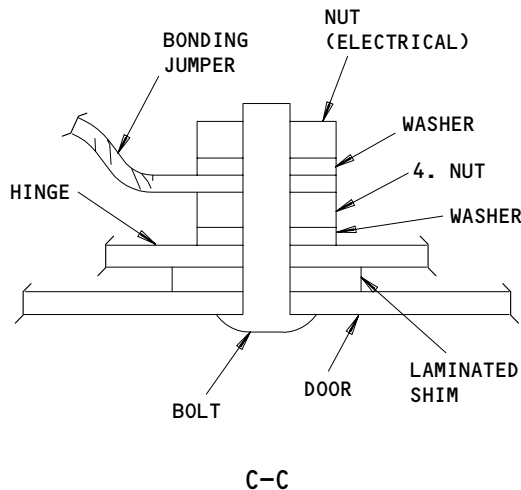 NUT
(ELECTRICAL)
BONDING
JUMPER
WASHER
4. NUT
HINGE
WASHER
LAMINATED
SHIM
DOOR
BOLT
C-C